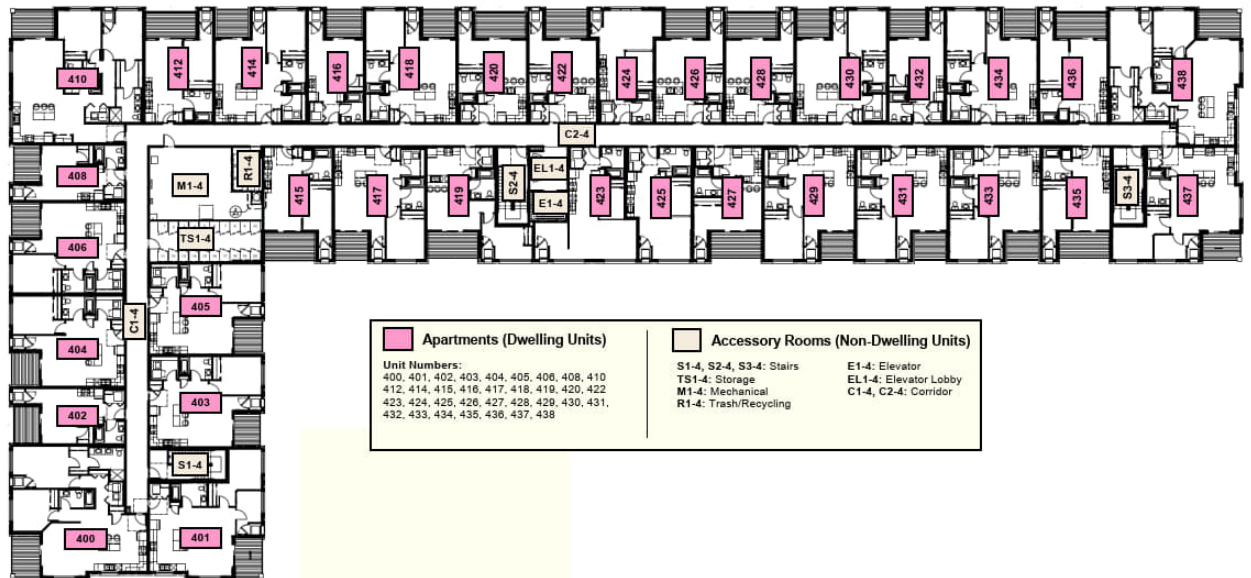 410
412
414
416
418
420
422
424
426
428
430
432
434
436
438
C2-4
408
M1-4
R1-4
415
417
419
S2-4
EL1-4
E1-4
423
425
427
429
431
433
435
S3-4
437
406
TS1-4
405
C1-4
404
403
402
S1-4
400
401
Apartments (Dwelling Units)
Unit Numbers:
400, 401, 402, 403, 404, 405, 406, 408, 410
412, 414, 415, 416, 417, 418, 419, 420, 422
423, 424, 425, 426, 427, 428, 429, 430, 431,
432, 433, 434, 435, 436, 437, 438
Accessory Rooms (Non-Dwelling Units)
S1-4, S2-4, S3-4: Stairs
TS1-4: Storage
M1-4: Mechanical
R1-4: Trash/Recycling
E1-4: Elevator
EL1-4: Elevator Lobby
C1-4, C2-4: Corridor